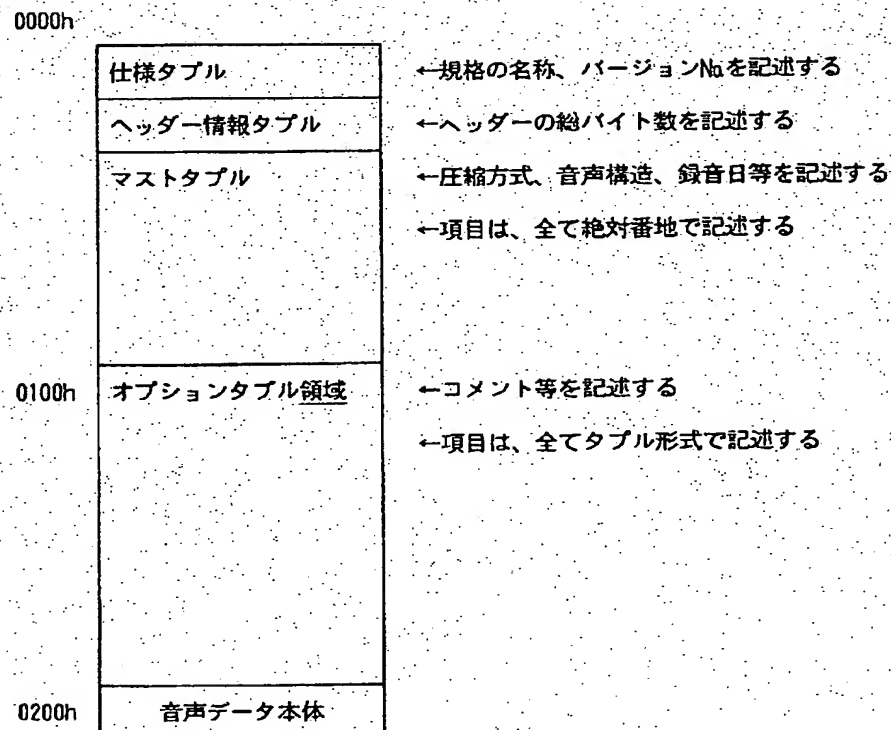 0000h
仕様タプル ←規格の名称、バージョン№を記述する
ヘッダー情報タプル ←ヘッダーの総バイト数を記述する
マストタプル ←圧縮方式、音声構造、録音日等を記述する
←項目は、全て絶対番地で記述する
0100h オプションタプル領域 ←コメント等を記述する
←項目は、全てタプル形式で記述する
0200h 音声データ本体